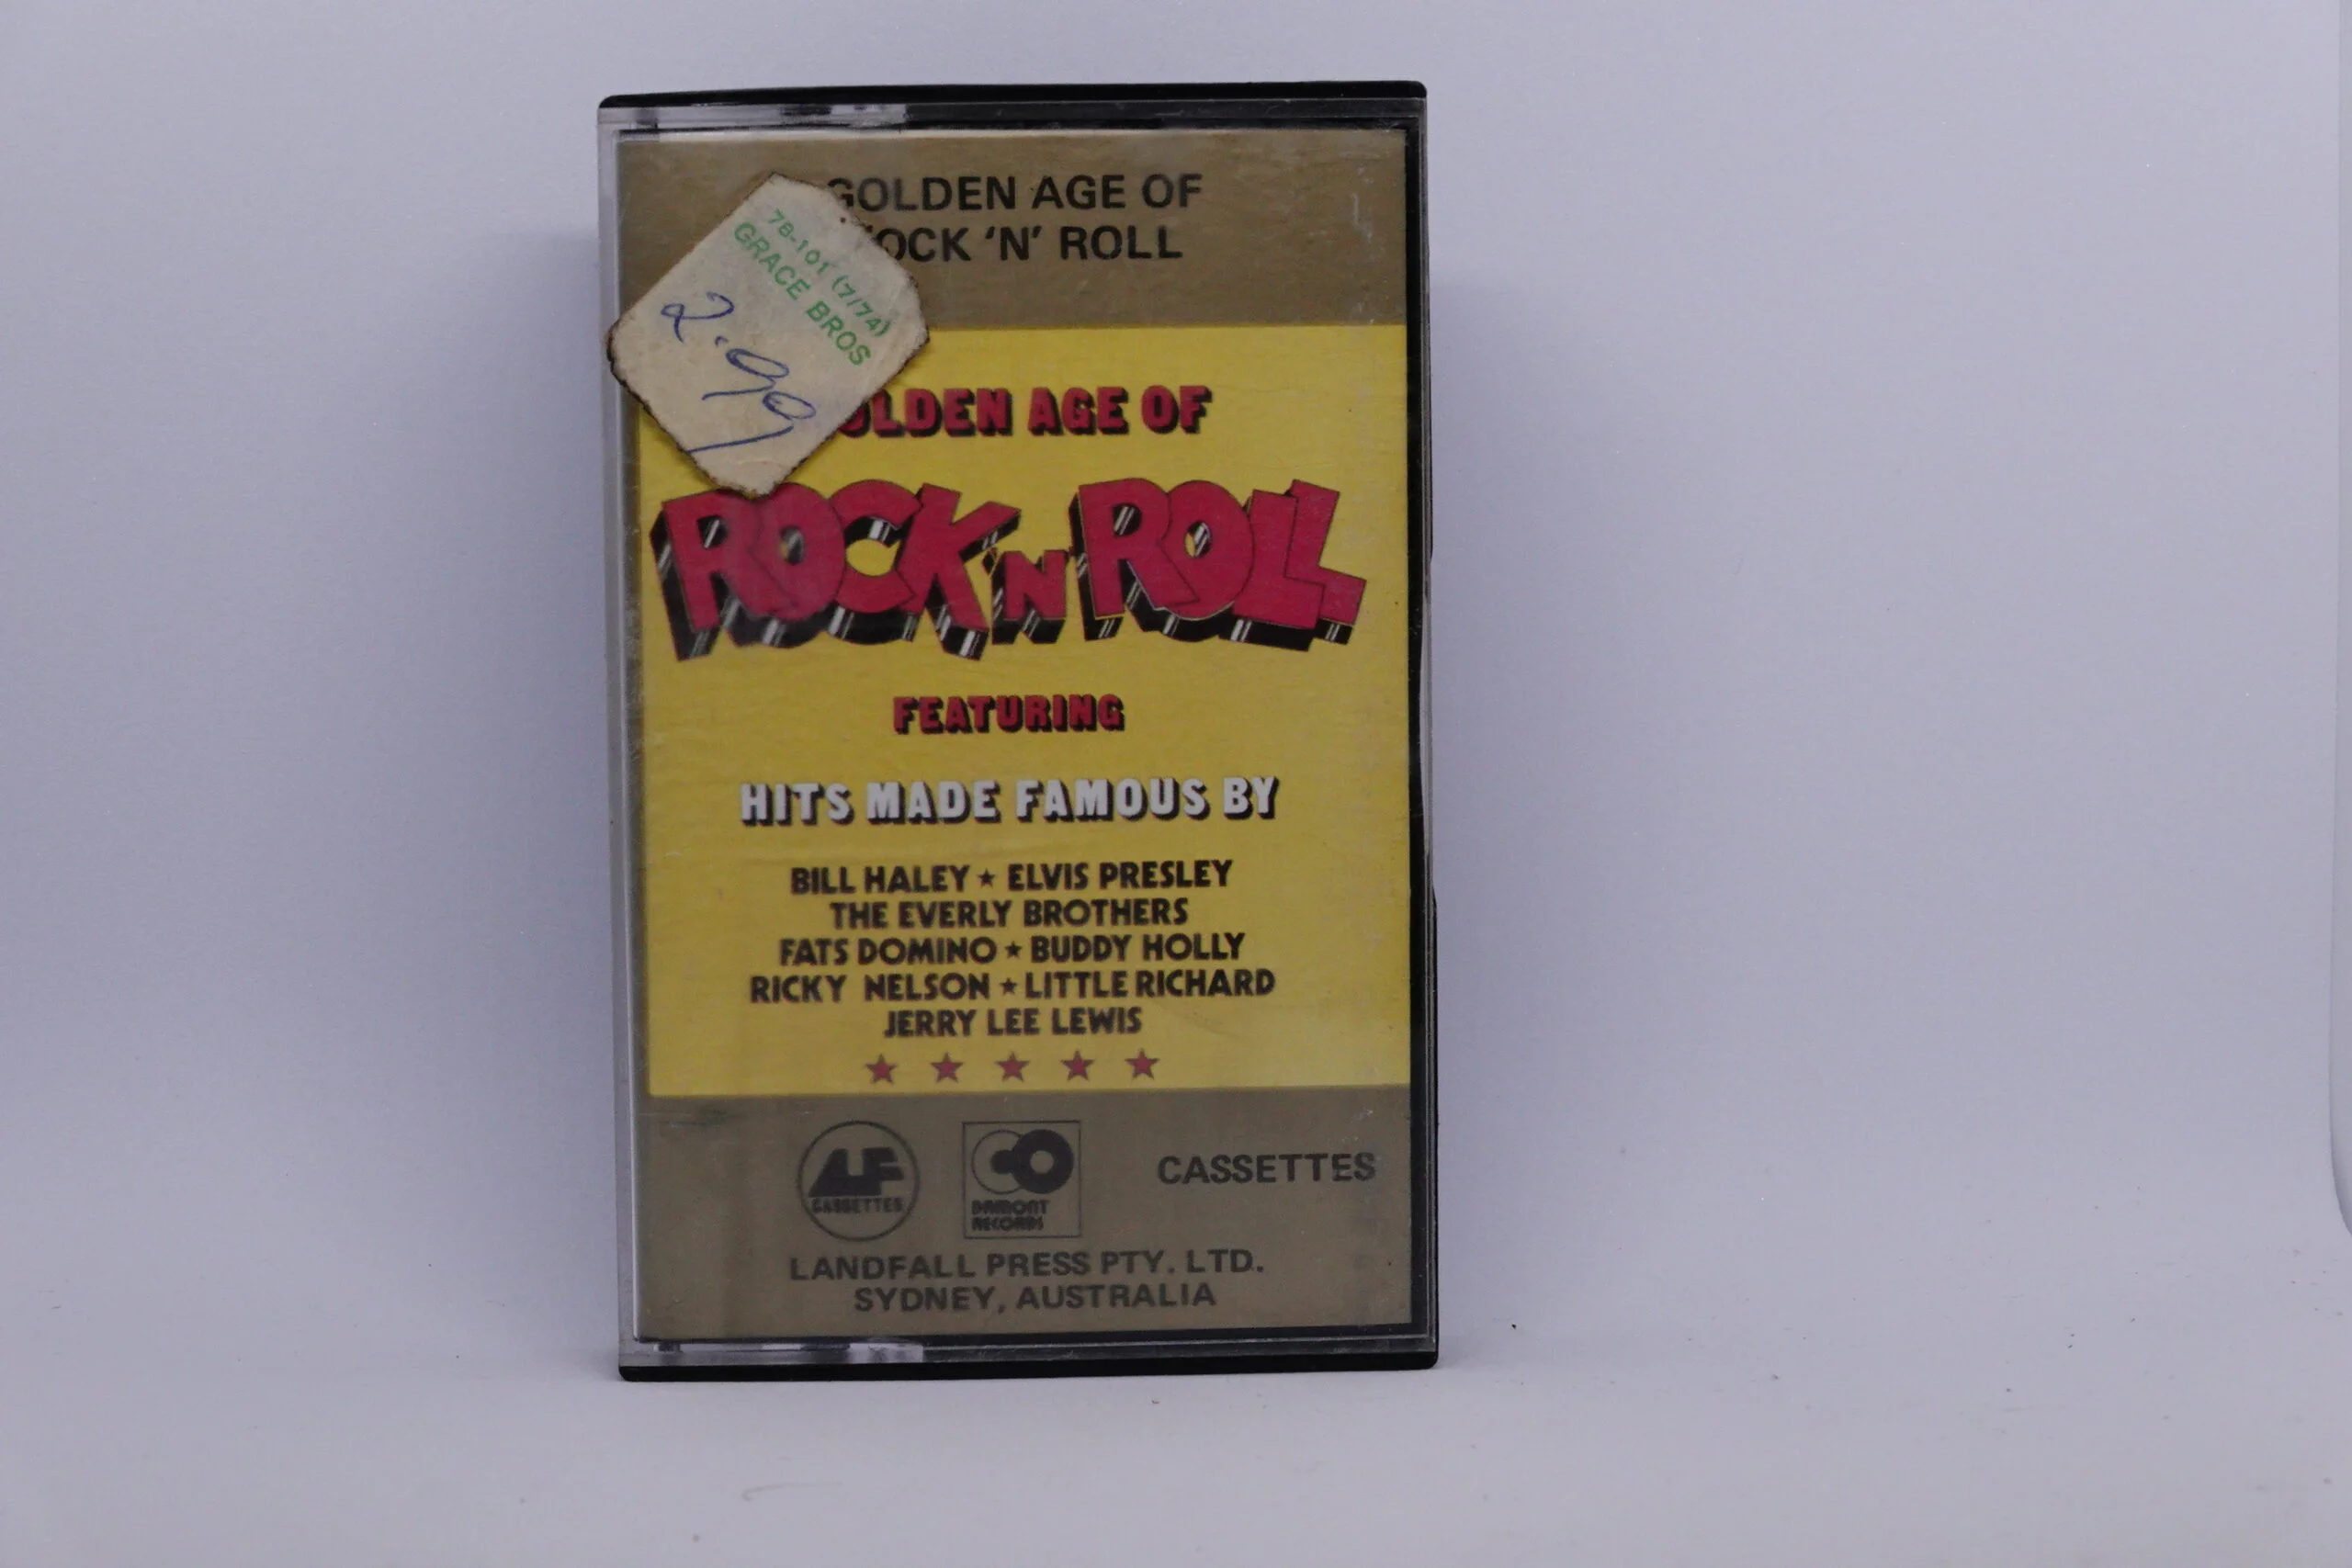 GOLDEN AGE OF
OCK 'N' ROLL
7B-101 (7/74)
GRACE BROS
2.99
OLDEN AGE OF
ROCK 'N' ROLL
FEATURING
HITS MADE FAMOUS BY
BILL HALEY ★ ELVIS PRESLEY
THE EVERLY BROTHERS
FATS DOMINO ★ BUDDY HOLLY
RICKY NELSON ★ LITTLE RICHARD
JERRY LEE LEWIS
★ ★ ★ ★ ★
LF
CASSETTES
DAMONT
RECORDS
CASSETTES
LANDFALL PRESS PTY. LTD.
SYDNEY, AUSTRALIA